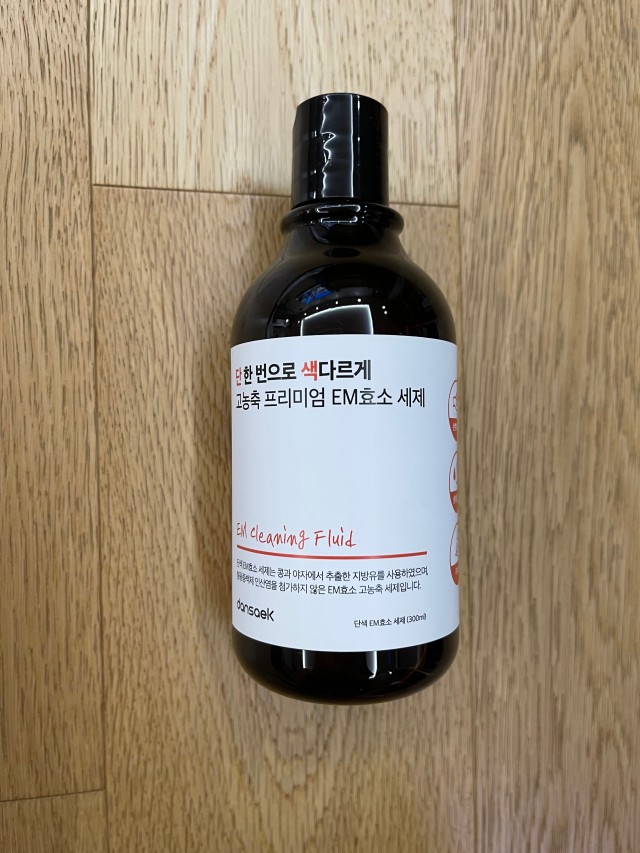 단 한 번으로 색다르게
고농축 프리미엄 EM효소 세제
EM Cleaning Fluid
단색 EM효소 세제는 콩과 야자에서 추출한 지방유를 사용하였으며,
형광증백제 인산염을 첨가하지 않은 EM효소 고농축 세제입니다.
dansaek
단색 EM효소 세제 (300ml)